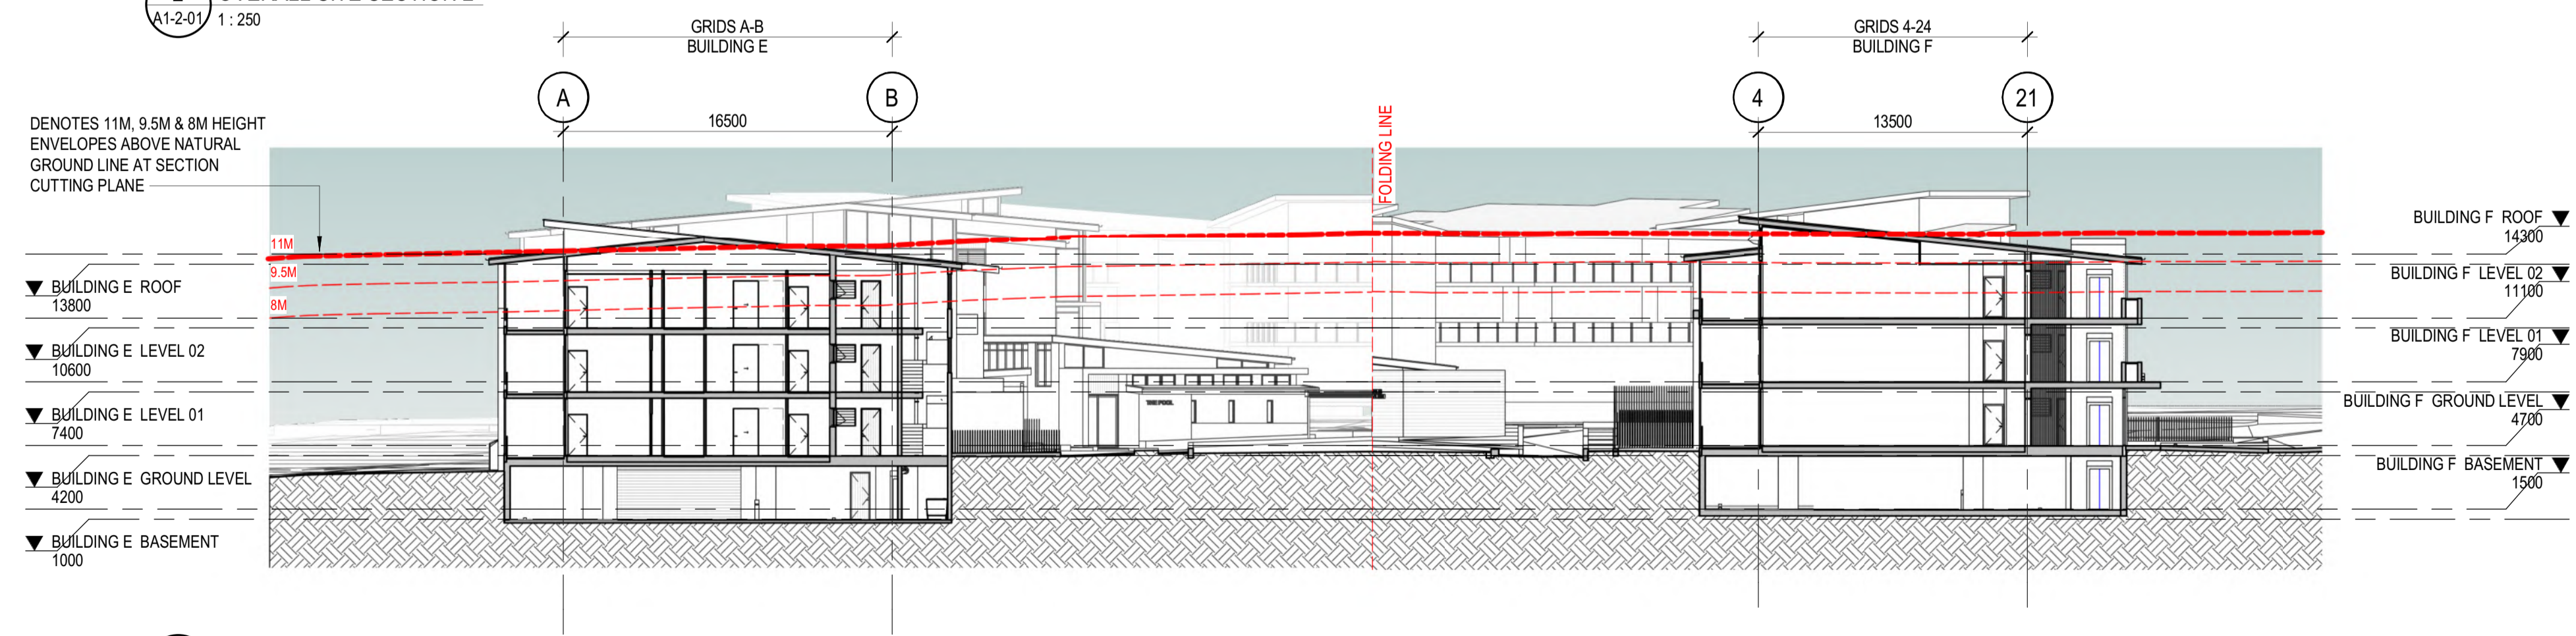 A1-2-01
1 : 250
GRIDS A-B
BUILDING E
GRIDS 4-24
BUILDING F
A
B
4
21
16500
13500
DENOTES 11M, 9.5M & 8M HEIGHT
ENVELOPES ABOVE NATURAL
GROUND LINE AT SECTION
CUTTING PLANE
FOLDING LINE
11M
9.5M
8M
BUILDING E ROOF
13800
BUILDING E LEVEL 02
10600
BUILDING E LEVEL 01
7400
BUILDING E GROUND LEVEL
4200
BUILDING E BASEMENT
1000
THE POOL
BUILDING F ROOF
14300
BUILDING F LEVEL 02
11100
BUILDING F LEVEL 01
7900
BUILDING F GROUND LEVEL
4700
BUILDING F BASEMENT
1500